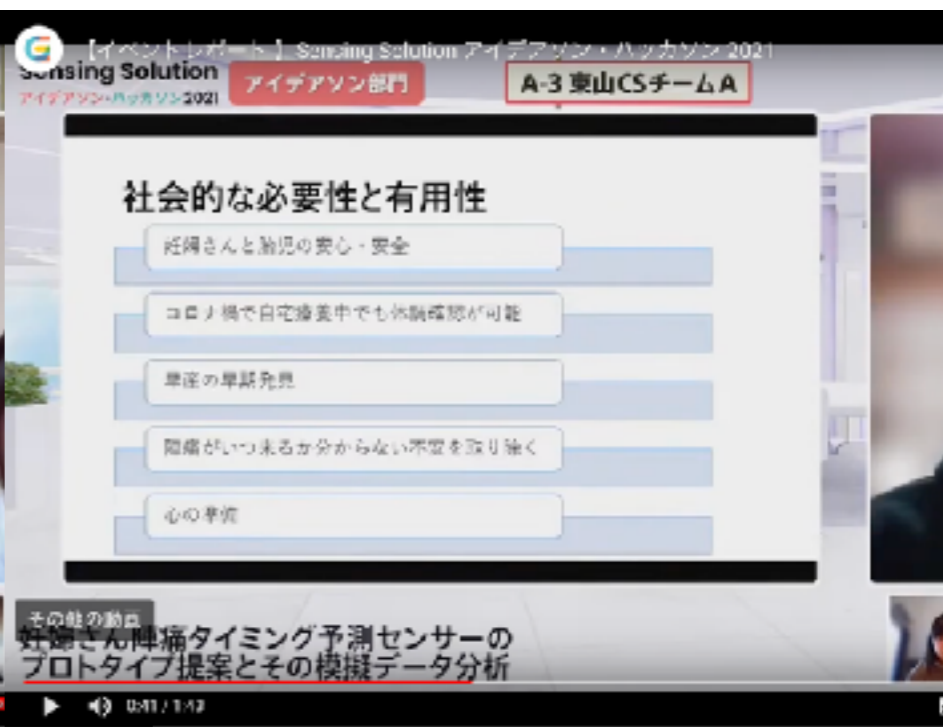 【イベントレポート】Sensing Solution アイデアソン・ハッカソン 2021
Sensing Solution
アイデアソン・ハッカソン2021
アイデアソン部門
A-3 東山CSチームA
社会的な必要性と有用性
妊婦さんと胎児の安心・安全
コロナ禍で自宅療養中でも体調確認が可能
早産の早期発見
陣痛がいつ来るか分からない不安を取り除く
心の準備
その他の動画
妊婦さん陣痛タイミング予測センサーの
プロトタイプ提案とその模擬データ分析
0:41 / 1:43